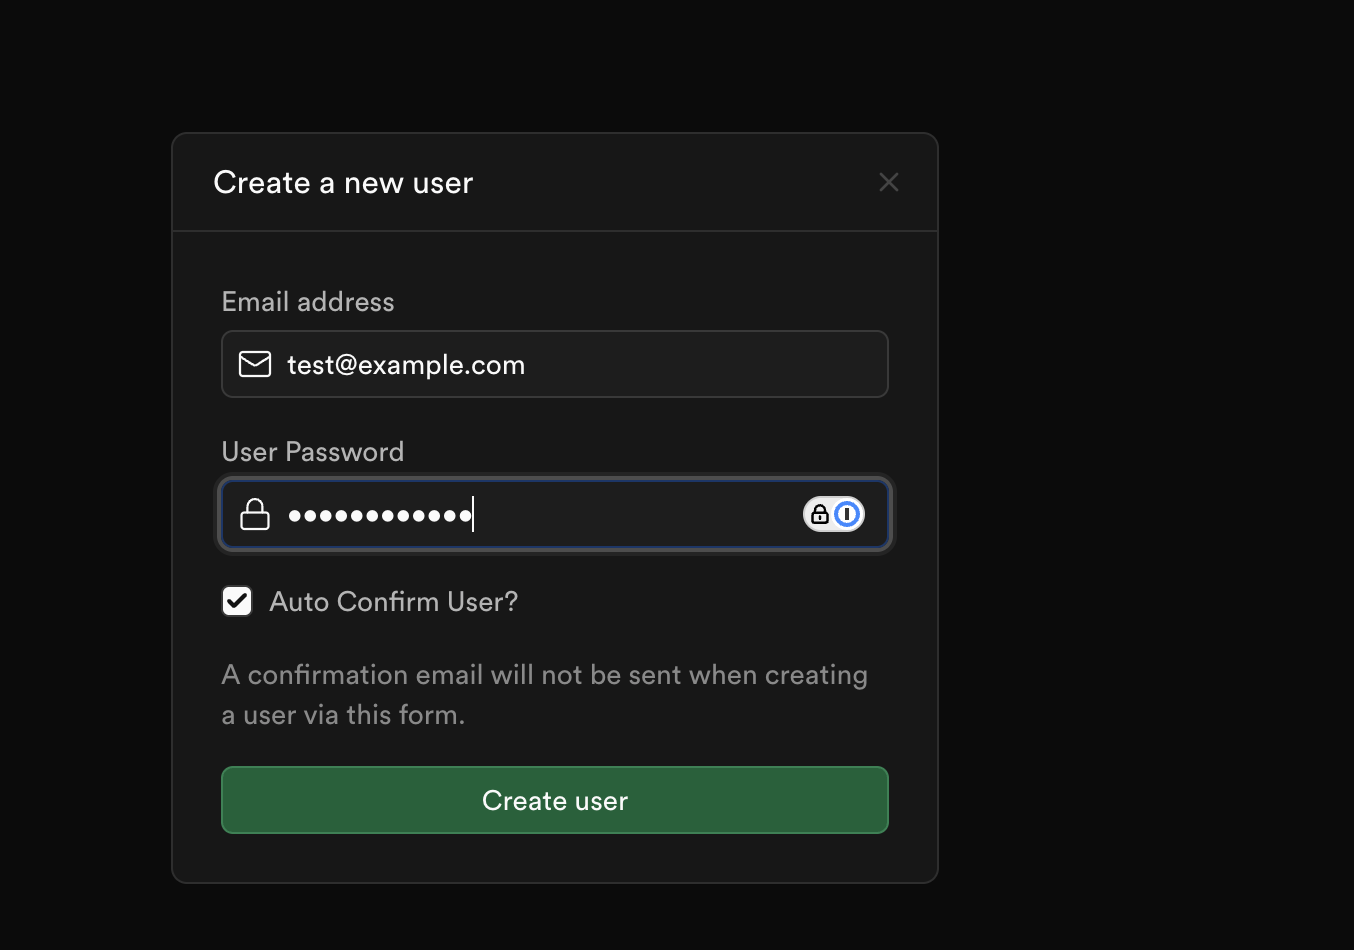 Create a new user
Email address
test@example.com
User Password
••••••••••••
Auto Confirm User?
A confirmation email will not be sent when creating
a user via this form.
Create user